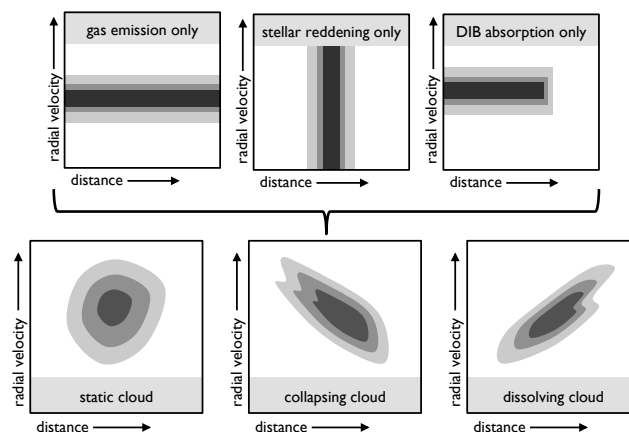 gas emission only
stellar reddening only
DIB absorption only
radial velocity
radial velocity
radial velocity
distance
distance
distance
radial velocity
radial velocity
radial velocity
static cloud
collapsing cloud
dissolving cloud
distance
distance
distance